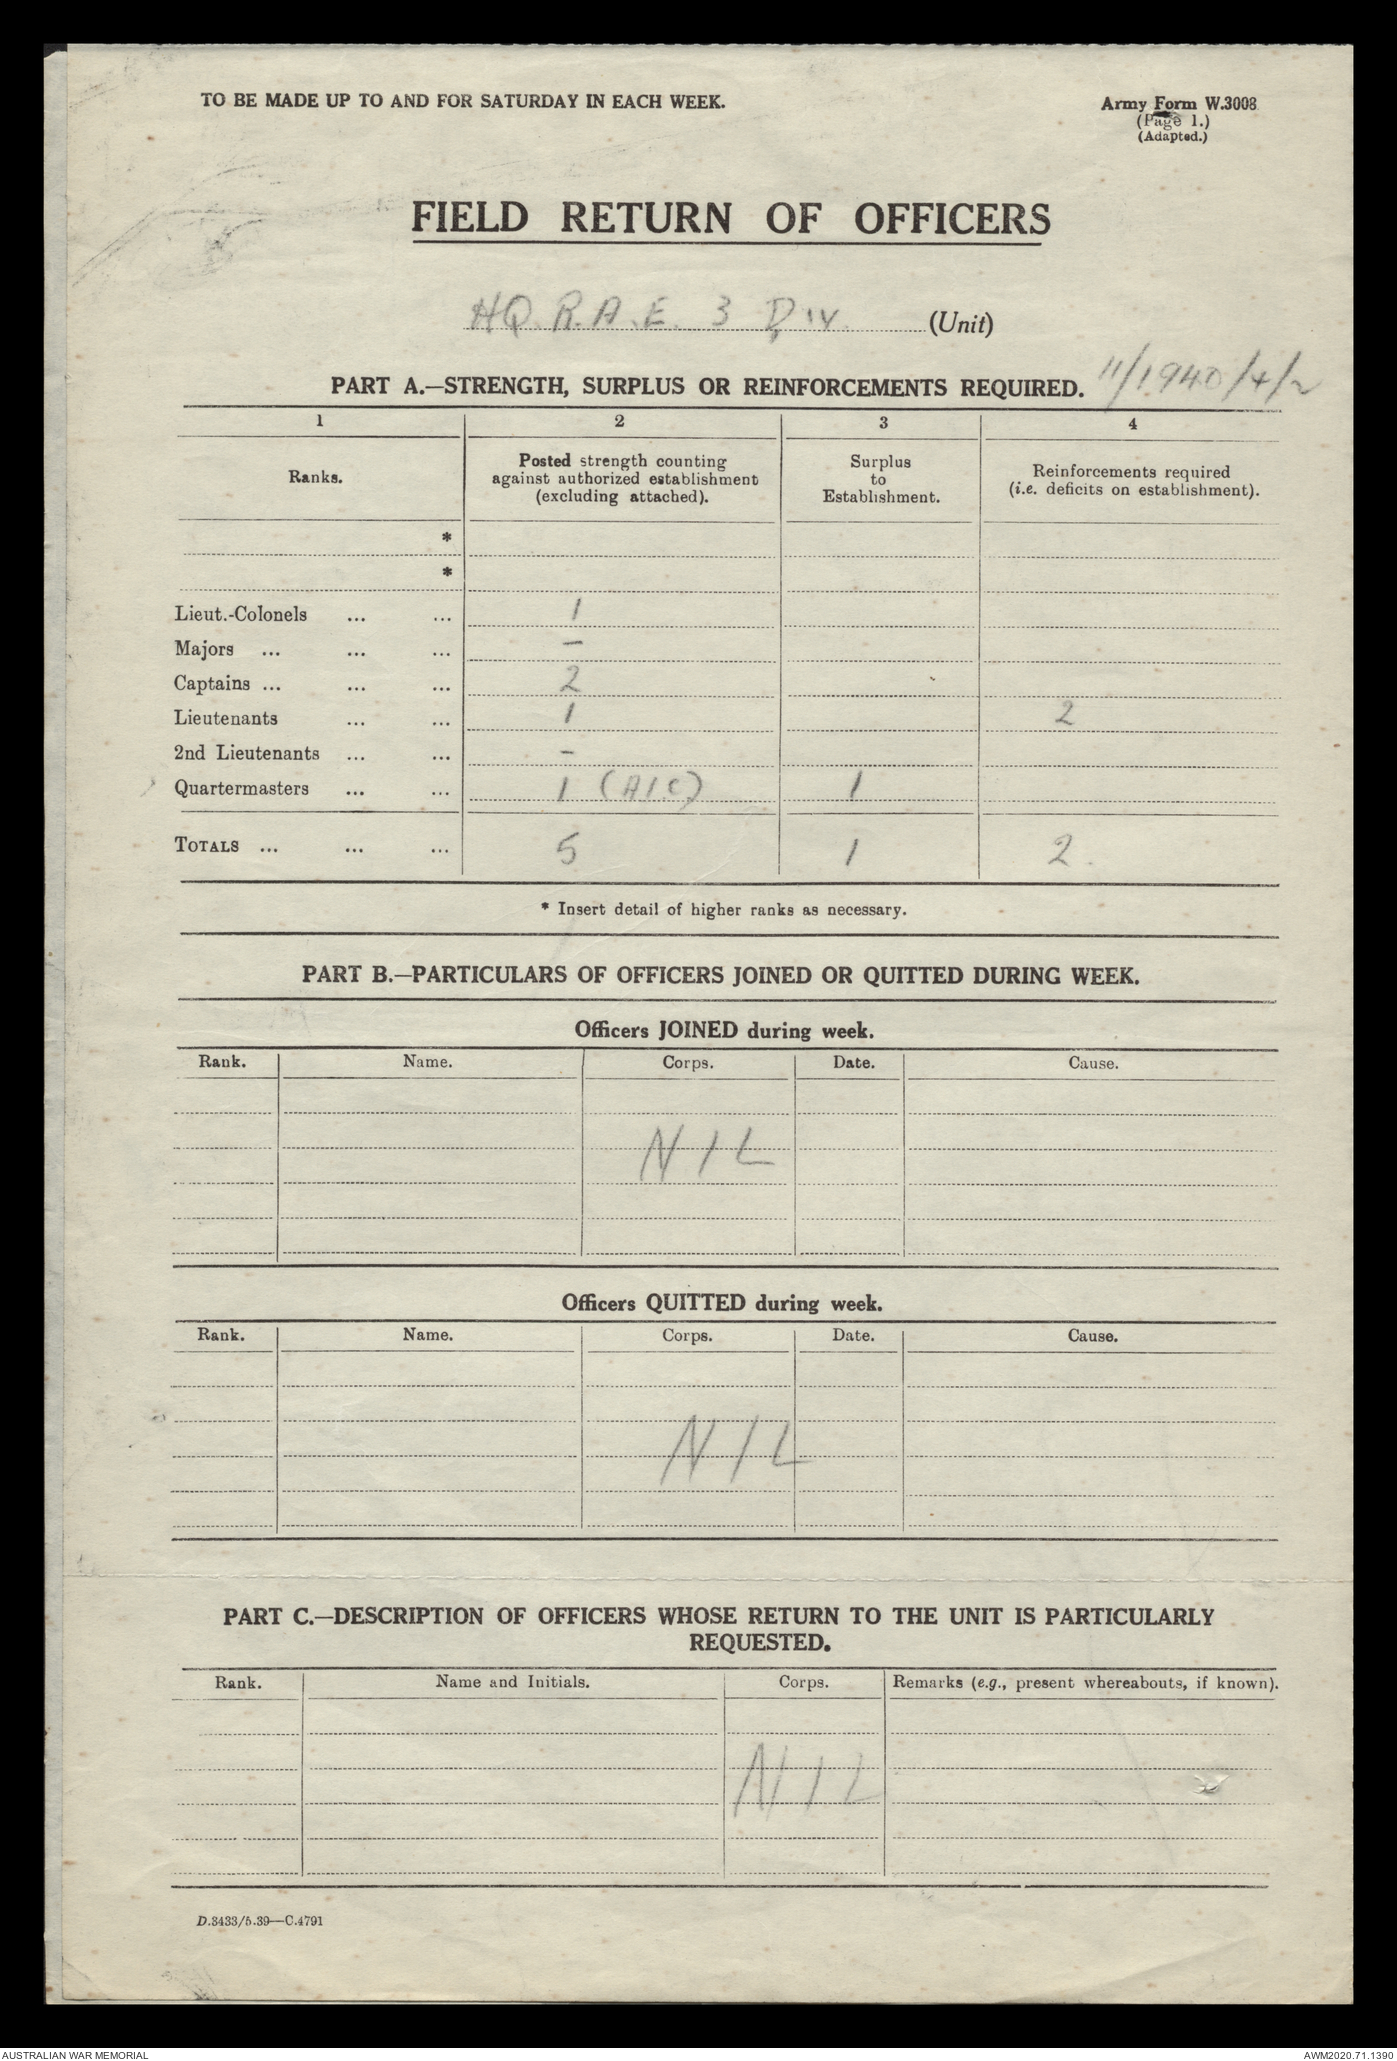 TO BE MADE UP TO AND FOR SATURDAY IN EACH WEEK.
Army Form W.3008
(Page 1.)
(Adapted.)
FIELD RETURN OF OFFICERS
HQ. R.A.E. 3 Div. (Unit)
PART A.—STRENGTH, SURPLUS OR REINFORCEMENTS REQUIRED.
11/1940/4/2
1 2 3 4
Ranks.
Posted strength counting
against authorized establishment
(excluding attached).
Surplus
to
Establishment.
Reinforcements required
(i.e. deficits on establishment).
*
*
Lieut.-Colonels ... ... 1
Majors ... ... ... –
Captains ... ... ... 2
Lieutenants ... ... 1 2
2nd Lieutenants ... ... –
Quartermasters ... ... 1 (AIC) 1
TOTALS ... ... ... 5 1 2.
* Insert detail of higher ranks as necessary.
PART B.—PARTICULARS OF OFFICERS JOINED OR QUITTED DURING WEEK.
Officers JOINED during week.
Rank. Name. Corps. Date. Cause.
NIL
Officers QUITTED during week.
Rank. Name. Corps. Date. Cause.
NIL
PART C.—DESCRIPTION OF OFFICERS WHOSE RETURN TO THE UNIT IS PARTICULARLY
REQUESTED.
Rank. Name and Initials. Corps. Remarks (e.g., present whereabouts, if known).
NIL
D.3433/5.39—C.4791
AUSTRALIAN WAR MEMORIAL
AWM2020.71.1390